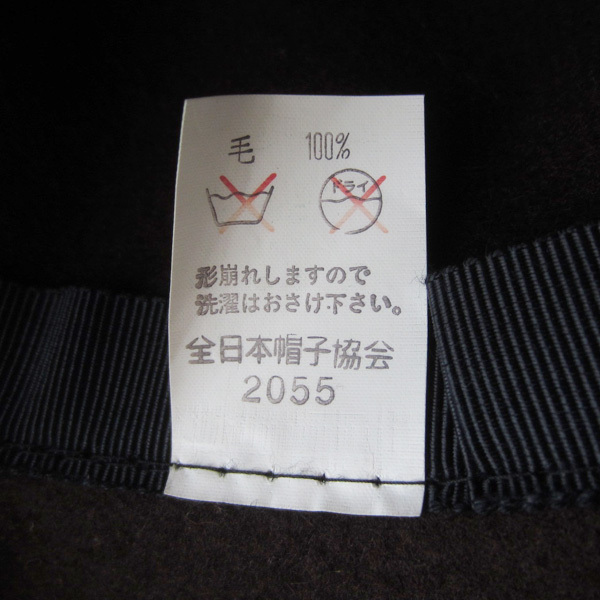 毛 100%
ドライ
形崩れしますので
洗濯はおさけ下さい。
全日本帽子協会
2055